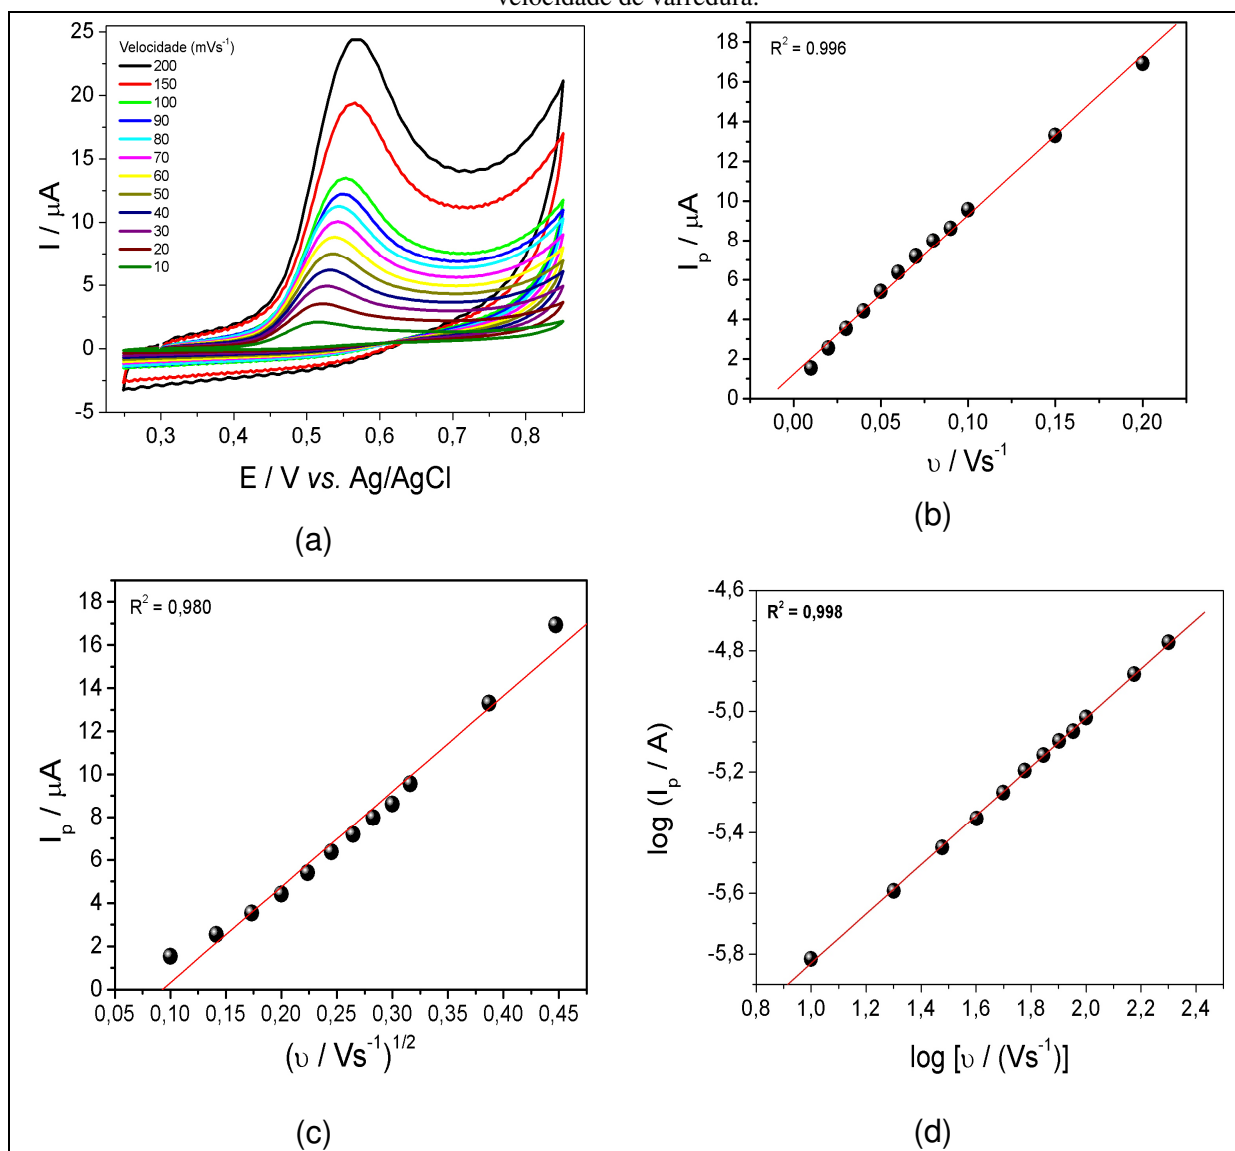 velocidade de varredura.
Velocidade (mVs⁻¹)
200
150
100
90
80
70
60
50
40
30
20
10
25
20
15
10
5
0
-5
I / μA
0,3 0,4 0,5 0,6 0,7 0,8
E / V vs. Ag/AgCl
(a)
R² = 0.996
18
16
14
12
10
8
6
4
2
0
I_p / μA
0,00 0,05 0,10 0,15 0,20
υ / Vs⁻¹
(b)
R² = 0,980
18
16
14
12
10
8
6
4
2
0
I_p / μA
0,05 0,10 0,15 0,20 0,25 0,30 0,35 0,40 0,45
(υ / Vs⁻¹)^1/2
(c)
R² = 0,998
-4,6
-4,8
-5,0
-5,2
-5,4
-5,6
-5,8
log (I_p / A)
0,8 1,0 1,2 1,4 1,6 1,8 2,0 2,2 2,4
log [υ / (Vs⁻¹)]
(d)